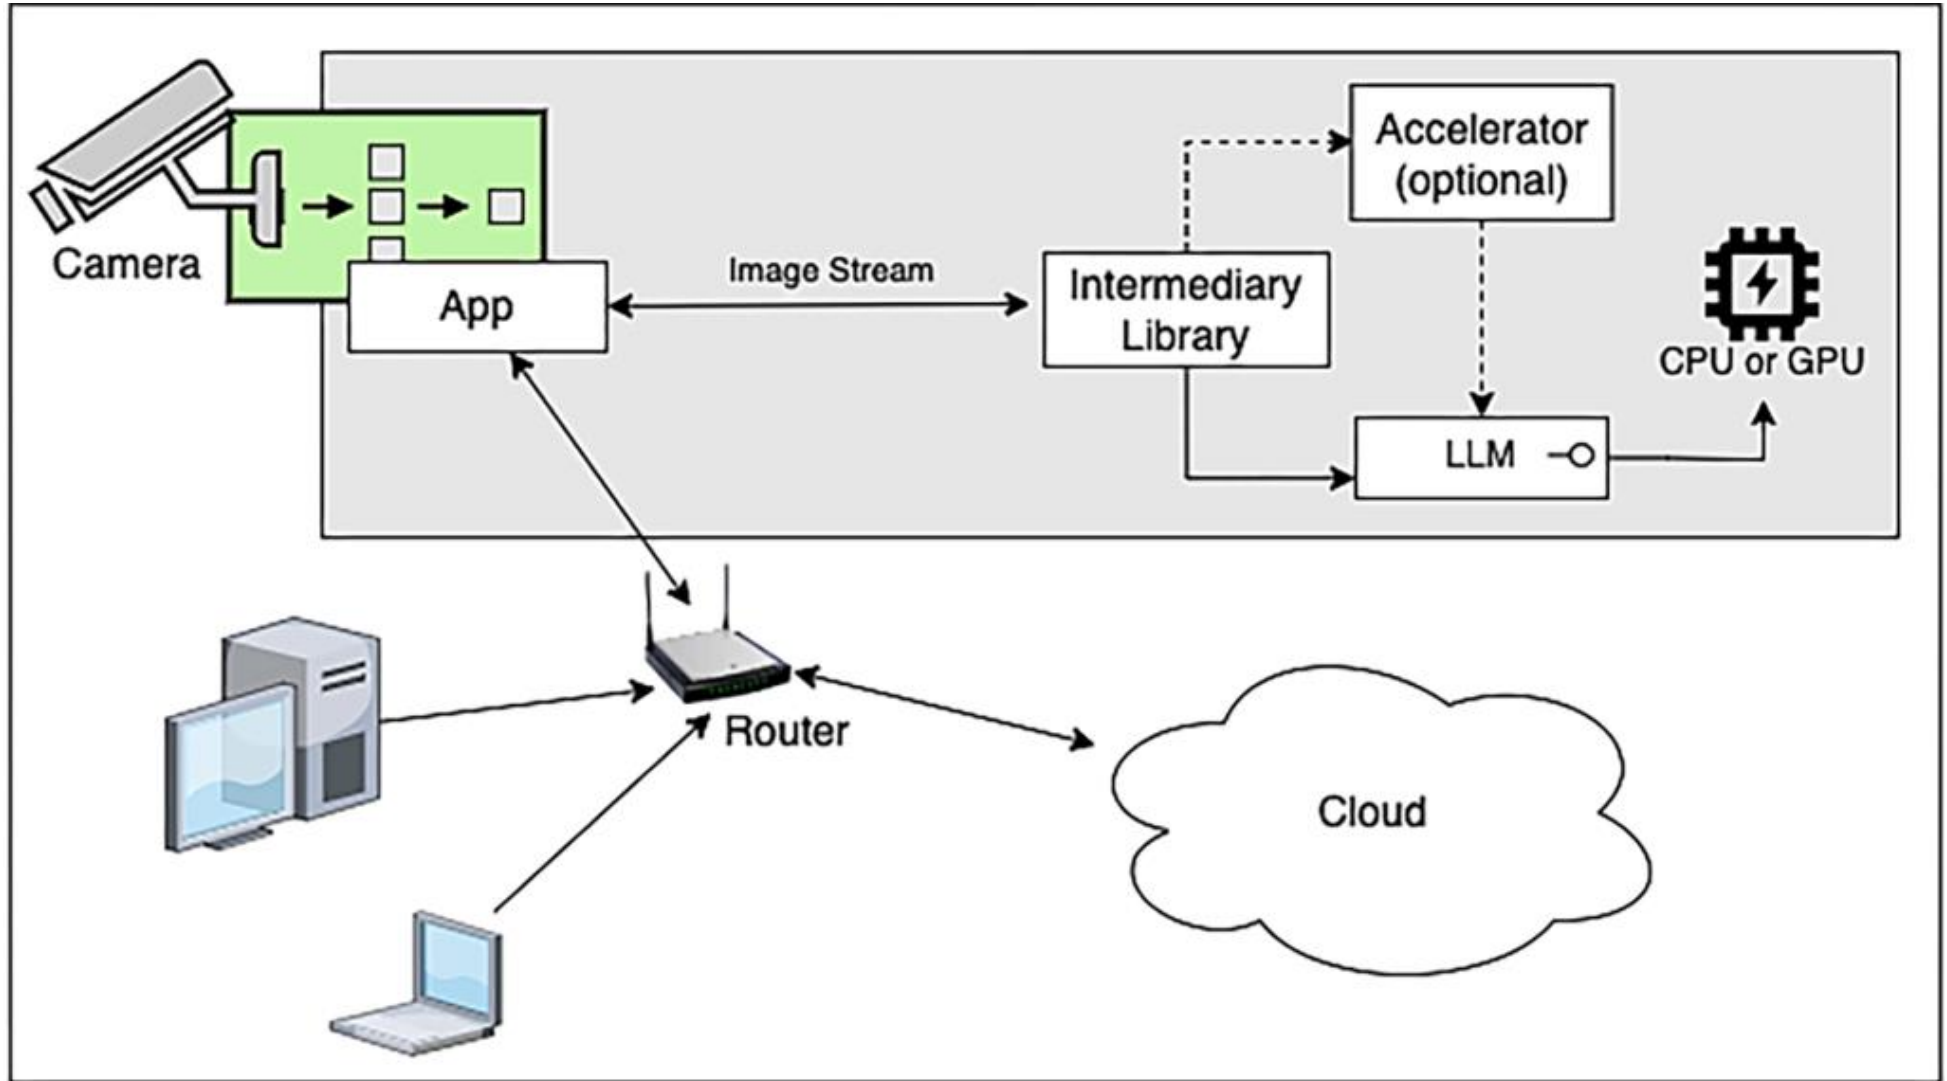 Camera
App
Image Stream
Intermediary
Library
Accelerator
(optional)
LLM
CPU or GPU
Router
Cloud